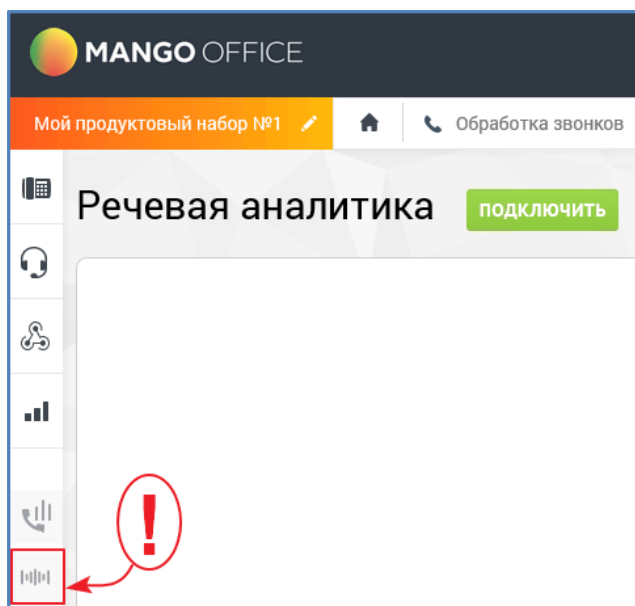 MANGO OFFICE
Мой продуктовый набор №1
Обработка звонков
Речевая аналитика
ПОДКЛЮЧИТЬ
!